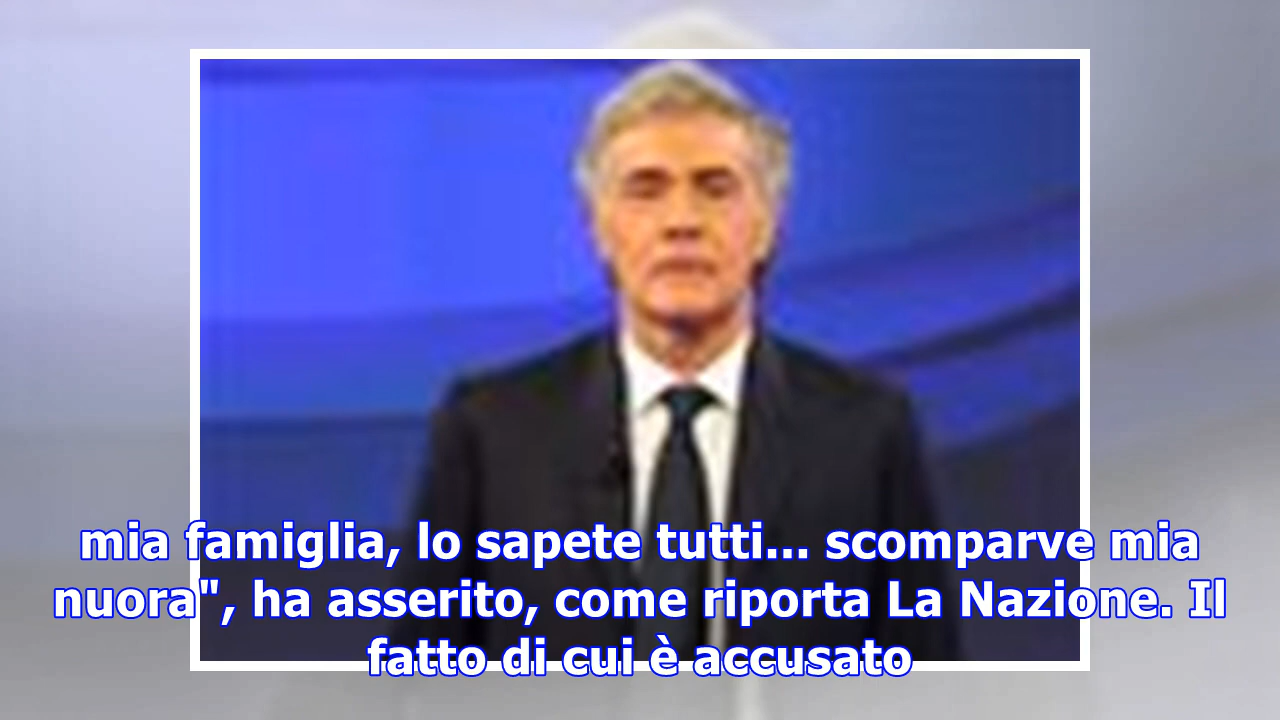 mia famiglia, lo sapete tutti... scomparve mia
nuora", ha asserito, come riporta La Nazione. Il
fatto di cui è accusato